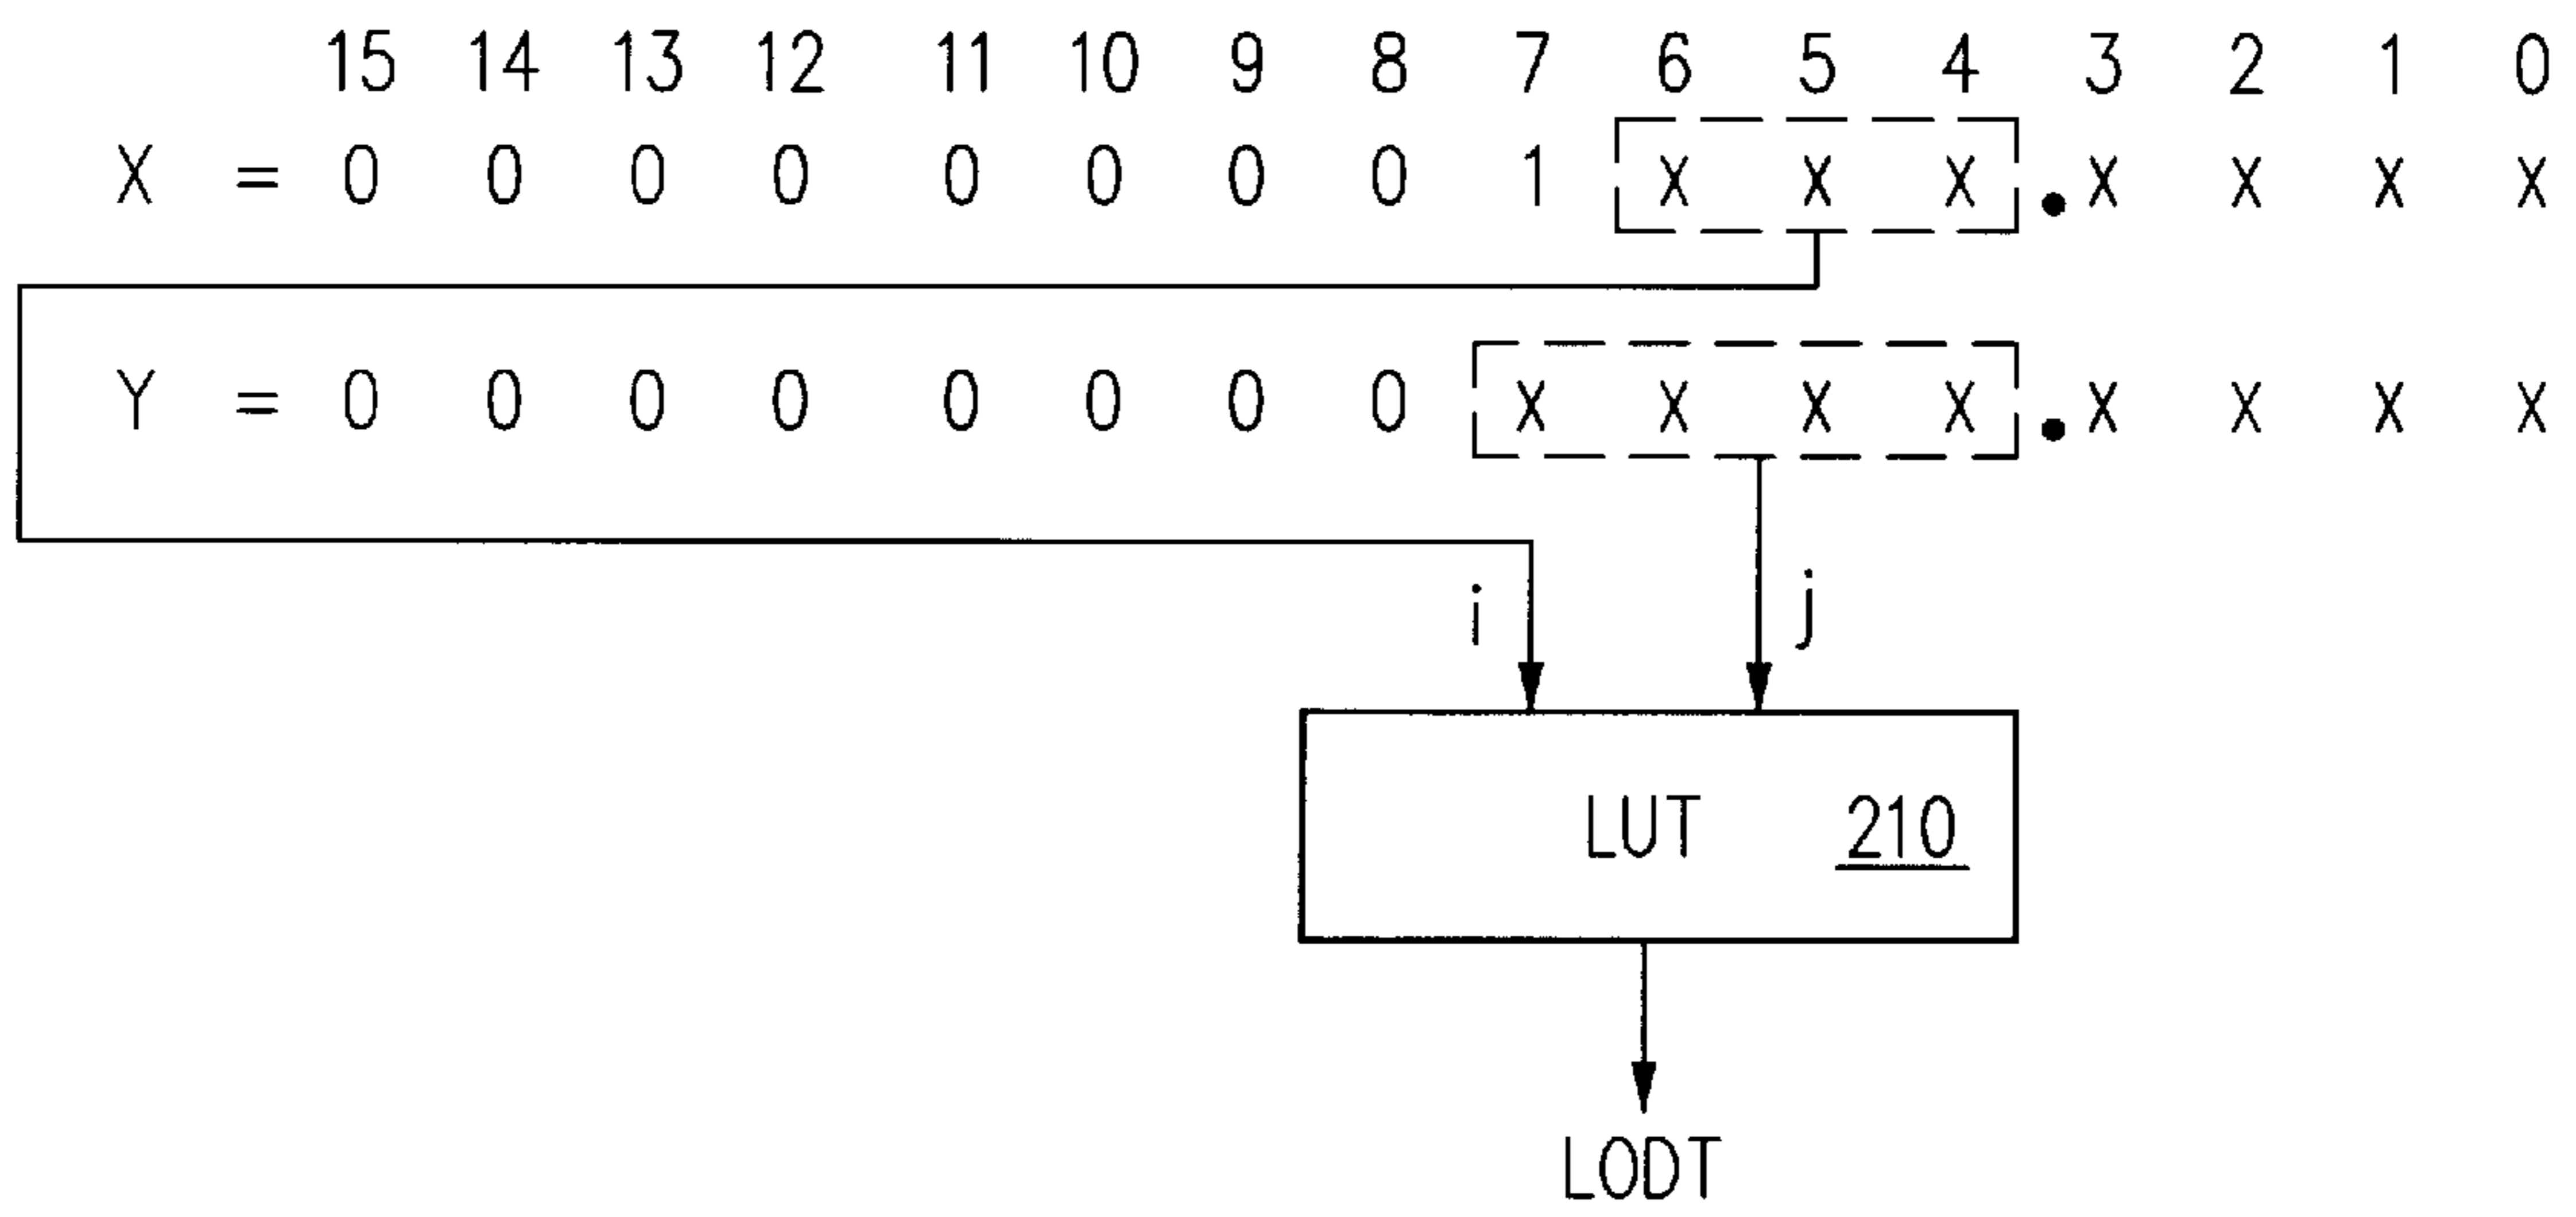 15 14 13 12 11 10 9 8 7 6 5 4 3 2 1 0
X = 0 0 0 0 0 0 0 0 1 X X X . X X X X
Y = 0 0 0 0 0 0 0 0 X X X X . X X X X
i j
LUT 210
LODT